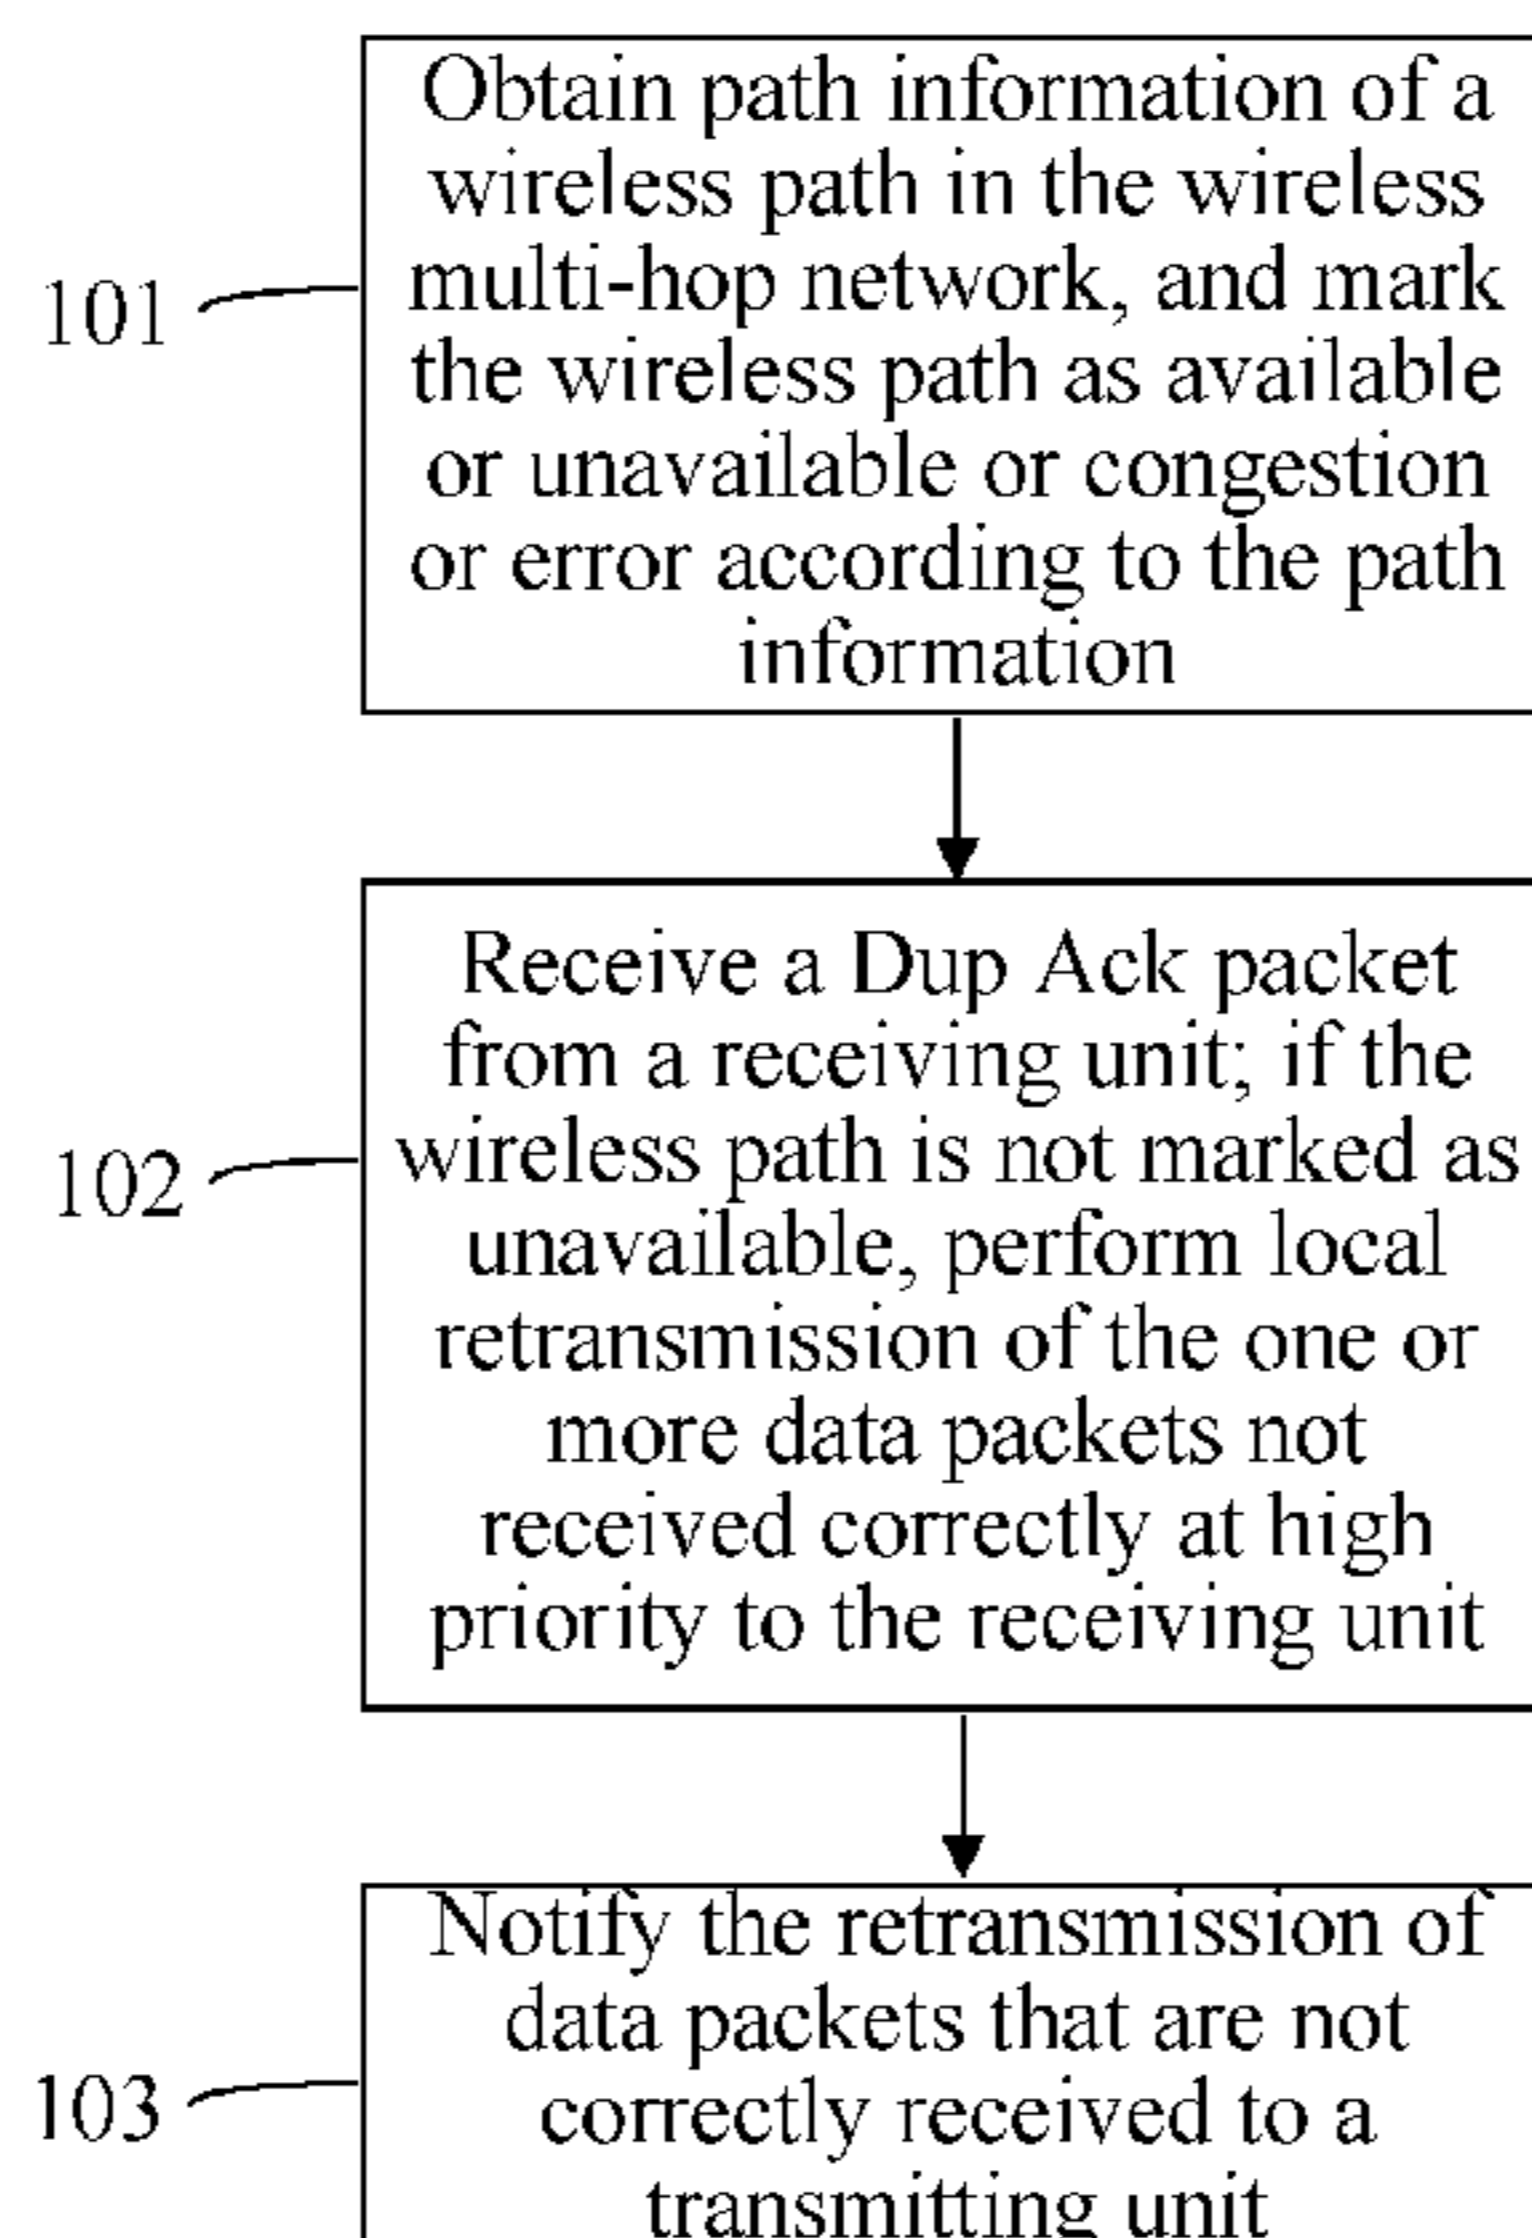 Obtain path information of a
wireless path in the wireless
multi-hop network, and mark
the wireless path as available
or unavailable or congestion
or error according to the path
information
101
Receive a Dup Ack packet
from a receiving unit; if the
wireless path is not marked as
unavailable, perform local
retransmission of the one or
more data packets not
received correctly at high
priority to the receiving unit
102
Notify the retransmission of
data packets that are not
correctly received to a
transmitting unit
103